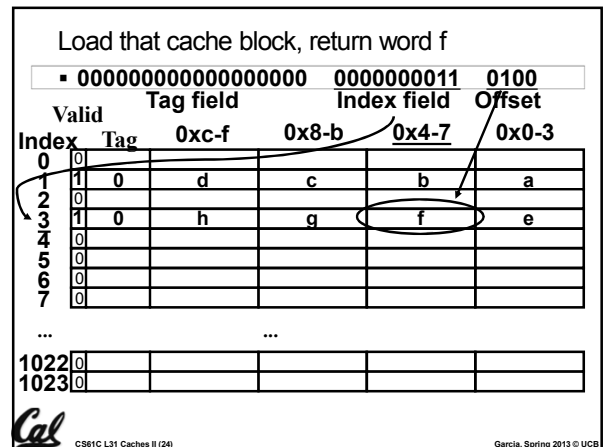 Load that cache block, return word f
▪ 000000000000000000 0000000011 0100
Tag field Index field Offset
Valid
Index Tag 0xc-f 0x8-b 0x4-7 0x0-3
0 0
1 1 0 d c b a
2 0
3 1 0 h g f e
4 0
5 0
6 0
7 0
... ...
1022 0
1023 0
Cal CS61C L31 Caches II (24) Garcia, Spring 2013 © UCB